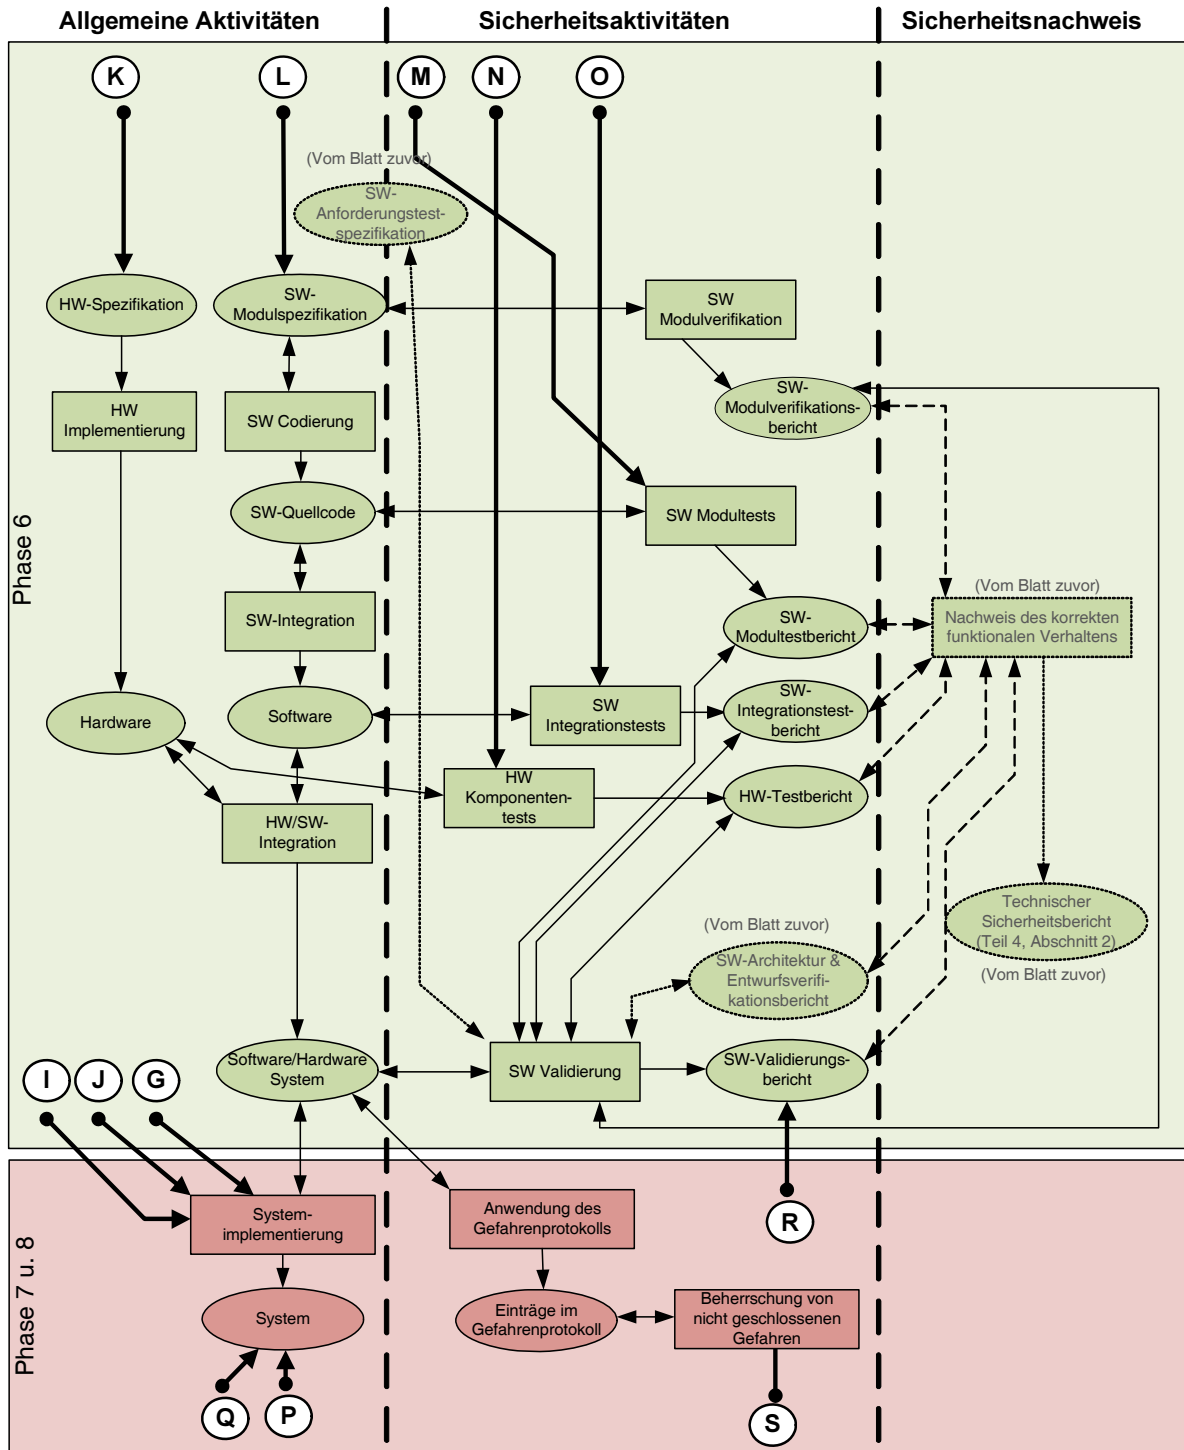 Allgemeine Aktivitäten
Sicherheitsaktivitäten
Sicherheitsnachweis
K
L
M
N
O
(Vom Blatt zuvor)
SW-
Anforderungstest-
spezifikation
HW-Spezifikation
SW-
Modulspezifikation
SW
Modulverifikation
HW
Implementierung
SW Codierung
SW-
Modulverifikations-
bericht
Phase 6
SW-Quellcode
SW Modultests
SW-Integration
SW-
Modultestbericht
(Vom Blatt zuvor)
Nachweis des korrekten
funktionalen Verhaltens
Hardware
Software
SW
Integrationstests
SW-
Integrationstest-
bericht
HW
Komponenten-
tests
HW-Testbericht
HW/SW-
Integration
(Vom Blatt zuvor)
SW-Architektur &
Entwurfsverifi-
kationsbericht
Technischer
Sicherheitsbericht
(Teil 4, Abschnitt 2)
(Vom Blatt zuvor)
Software/Hardware
System
SW Validierung
SW-Validierungs-
bericht
I
J
G
R
Phase 7 u. 8
System-
implementierung
Anwendung des
Gefahrenprotokolls
System
Einträge im
Gefahrenprotokoll
Beherrschung von
nicht geschlossenen
Gefahren
Q
P
S